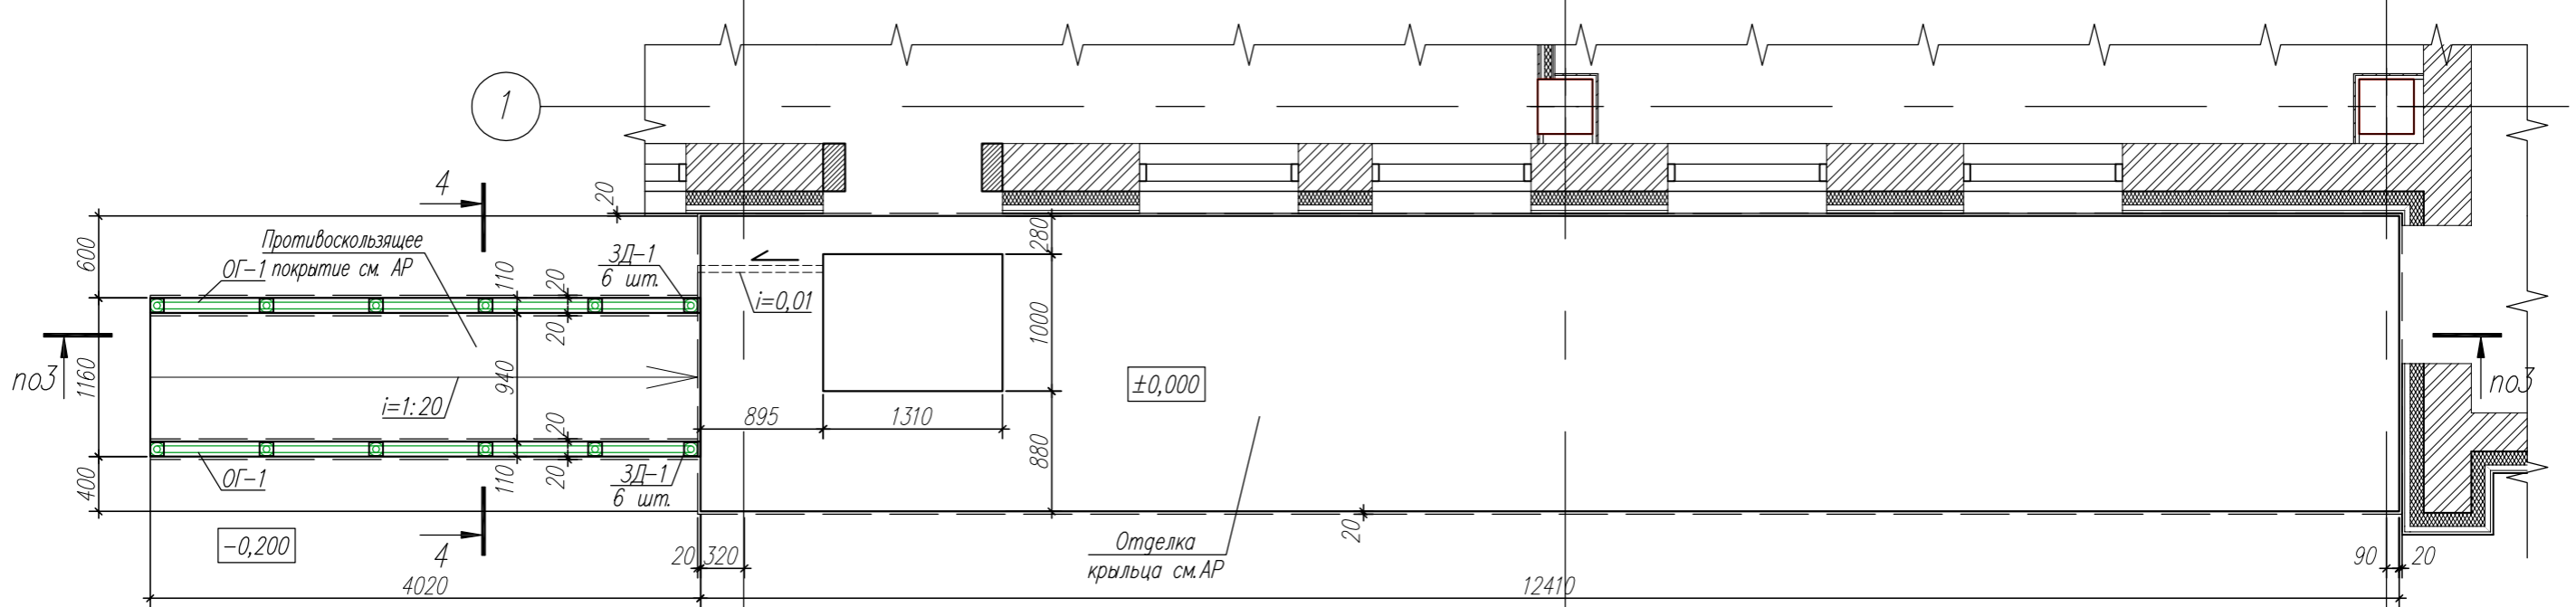 1
4
20
600
Противоскользящее
ОГ-1 покрытие см. АР
110
20
ЗД-1
6 шт.
280
i=0,01
20
1000
по3
1160
940
i=1:20
±0,000
по3
895
1310
20
880
400
ОГ-1
110
20
ЗД-1
6 шт.
-0,200
4
20
320
Отделка
крыльца см.АР
20
90
20
4020
12410